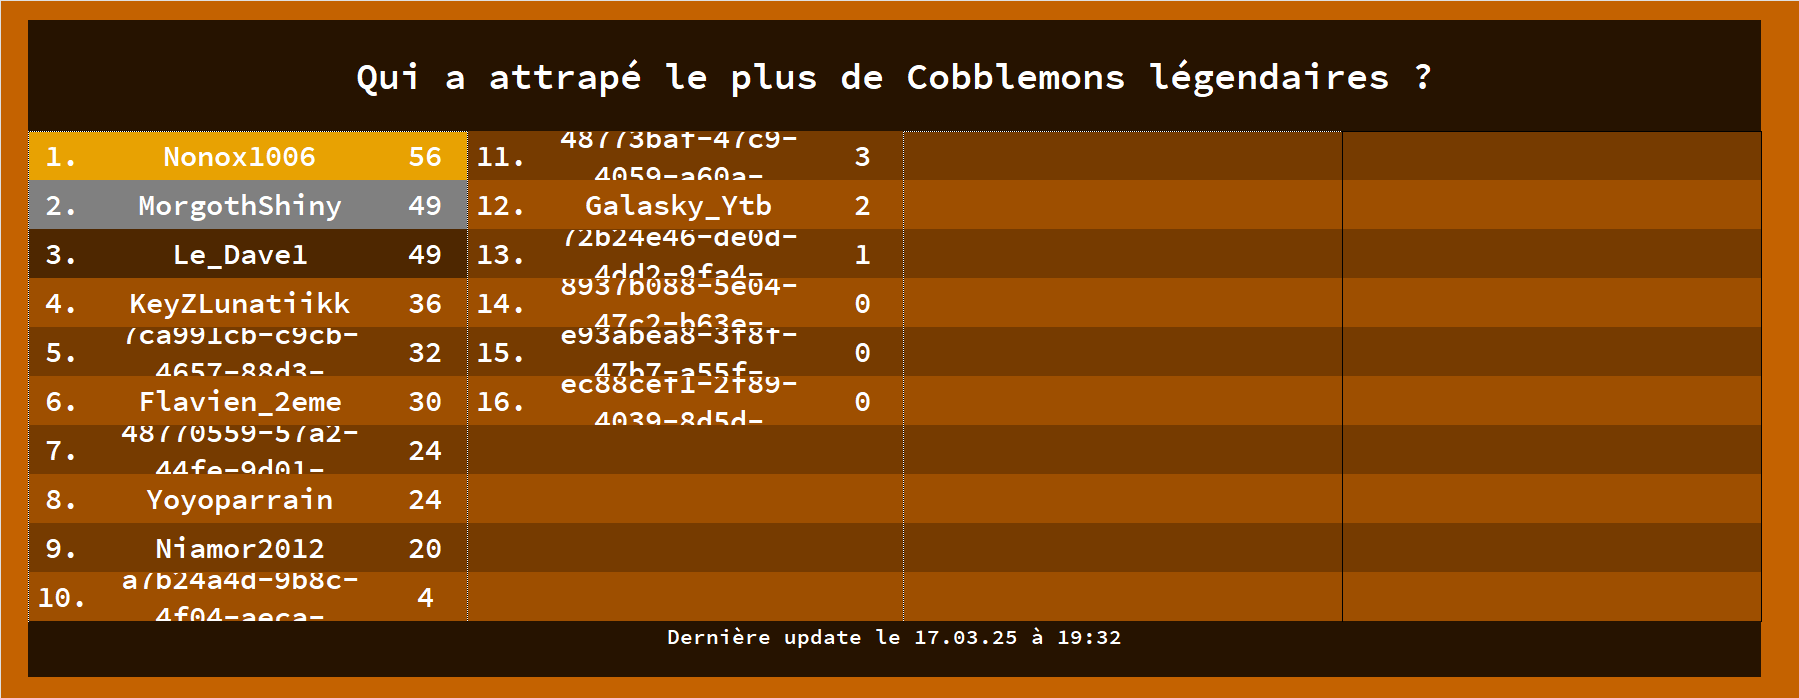 Qui a attrapé le plus de Cobblemons légendaires ?
1. Nonox1006 56
2. MorgothShiny 49
3. Le_Dave1 49
4. KeyZLunatiikk 36
5. 7ca991cb-c9cb-
4657-88d3- 32
6. Flavien_2eme 30
7. 48770559-57a2-
44fe-9d01- 24
8. Yoyoparrain 24
9. Niamor2012 20
10. a7b24a4d-9b8c-
4f04-aeca- 4
11. 48773baf-47c9-
4059-a60a- 3
12. Galasky_Ytb 2
13. 72b24e46-de0d-
4dd2-9fa4- 1
14. 8937b088-5e04-
47c2-b63e- 0
15. e93abea8-3f8f-
47b7-a55f- 0
16. ec88cef1-2f89-
4039-8d5d- 0
Dernière update le 17.03.25 à 19:32